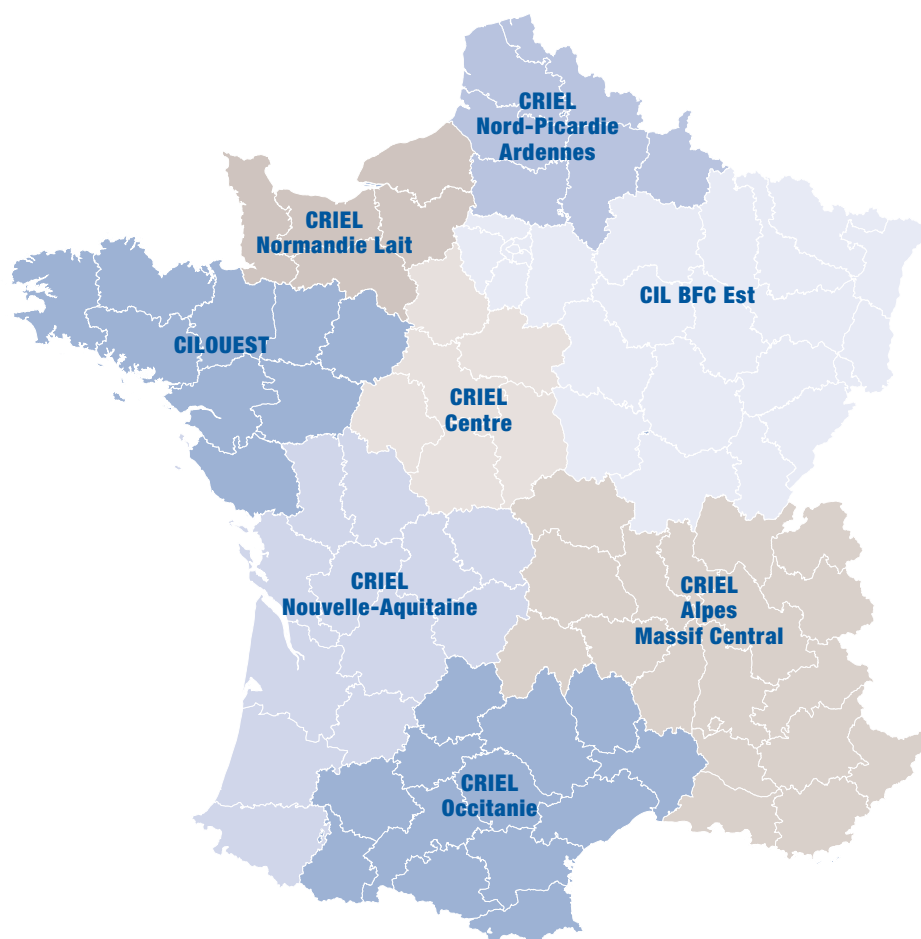 CRIEL
Nord-Picardie
Ardennes
CRIEL
Normandie Lait
CIL BFC Est
CILOUEST
CRIEL
Centre
CRIEL
Nouvelle-Aquitaine
CRIEL
Alpes
Massif Central
CRIEL
Occitanie